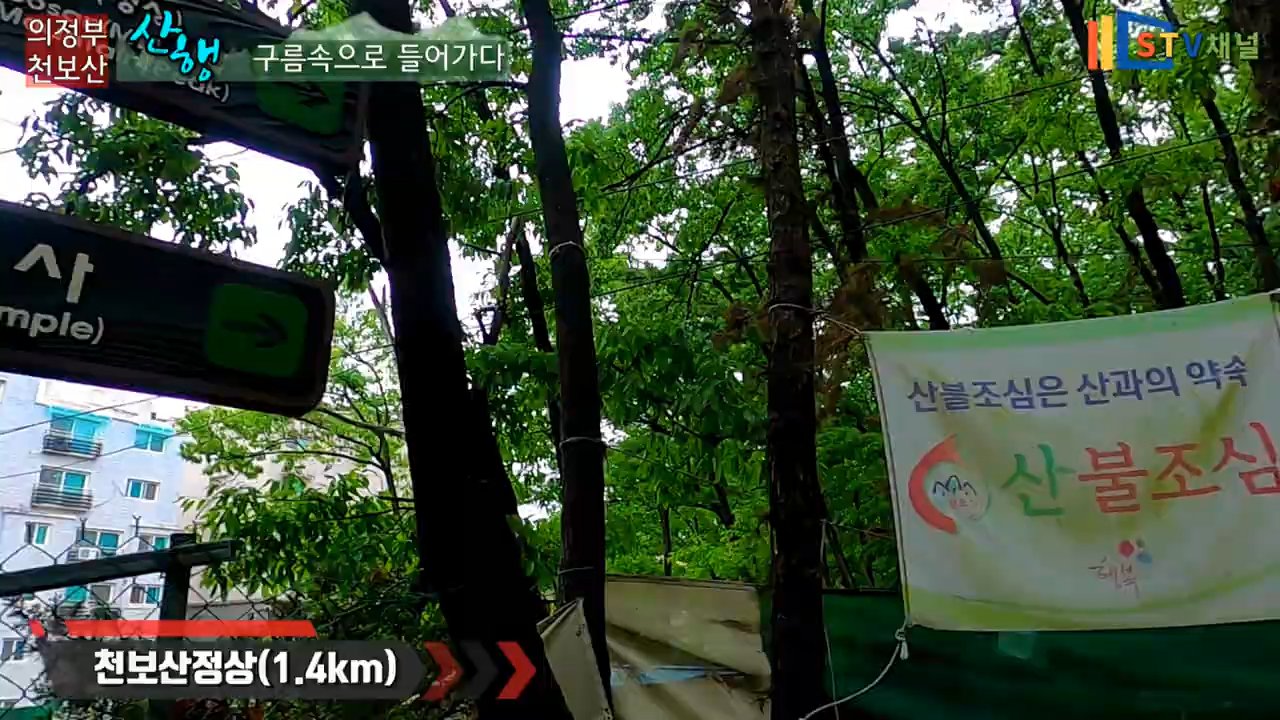 의정부
천보산
산행
구름속으로 들어가다
STV채널
사
mple)
산불조심은 산과의 약속
산불조심
천보산정상(1.4km)